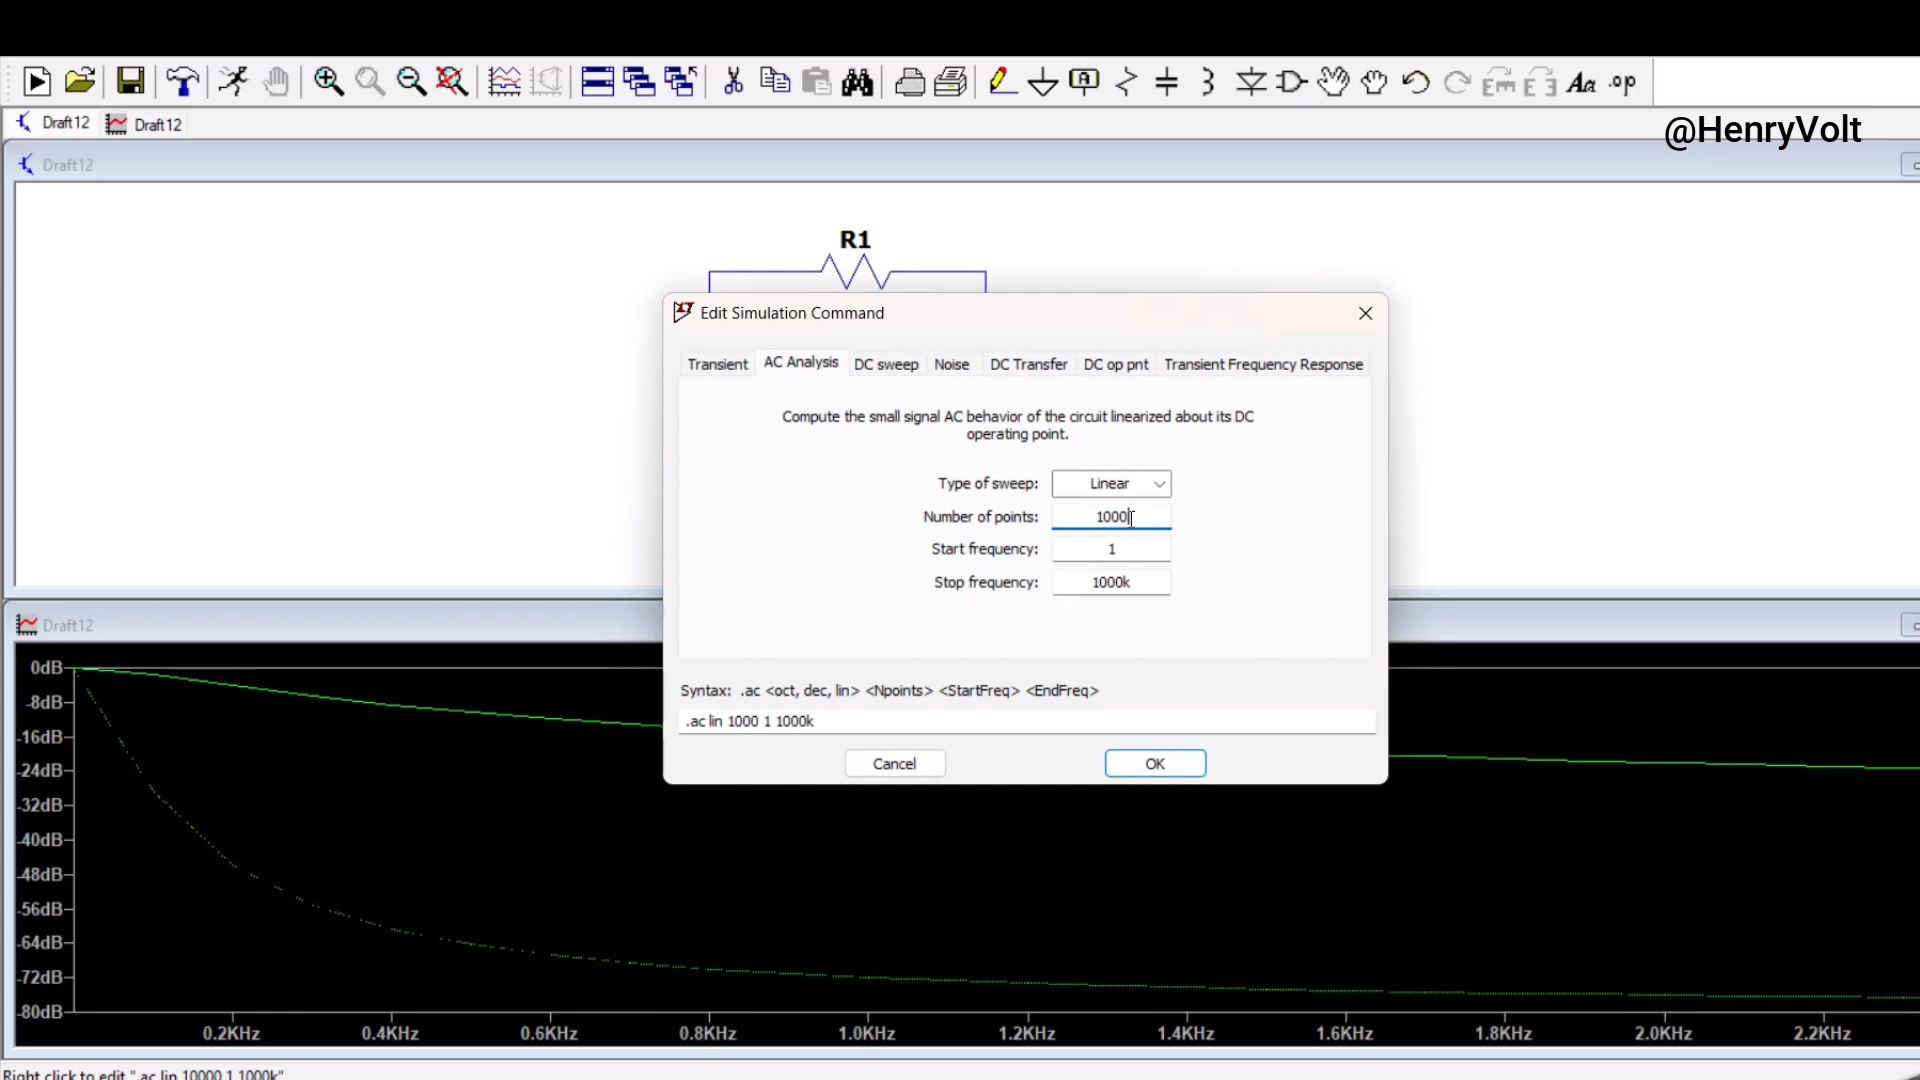 Draft12 Draft12
@HenryVolt
Draft12
R1
Edit Simulation Command
Transient AC Analysis DC sweep Noise DC Transfer DC op pnt Transient Frequency Response
Compute the small signal AC behavior of the circuit linearized about its DC
operating point.
Type of sweep: Linear
Number of points: 1000
Start frequency: 1
Stop frequency: 1000k
Syntax: .ac <oct, dec, lin> <Npoints> <StartFreq> <EndFreq>
.ac lin 1000 1 1000k
Cancel OK
Draft12
0dB
-8dB
-16dB
-24dB
-32dB
-40dB
-48dB
-56dB
-64dB
-72dB
-80dB
0.2KHz 0.4KHz 0.6KHz 0.8KHz 1.0KHz 1.2KHz 1.4KHz 1.6KHz 1.8KHz 2.0KHz 2.2KHz
Right click to edit ".ac lin 10000 1 1000k"